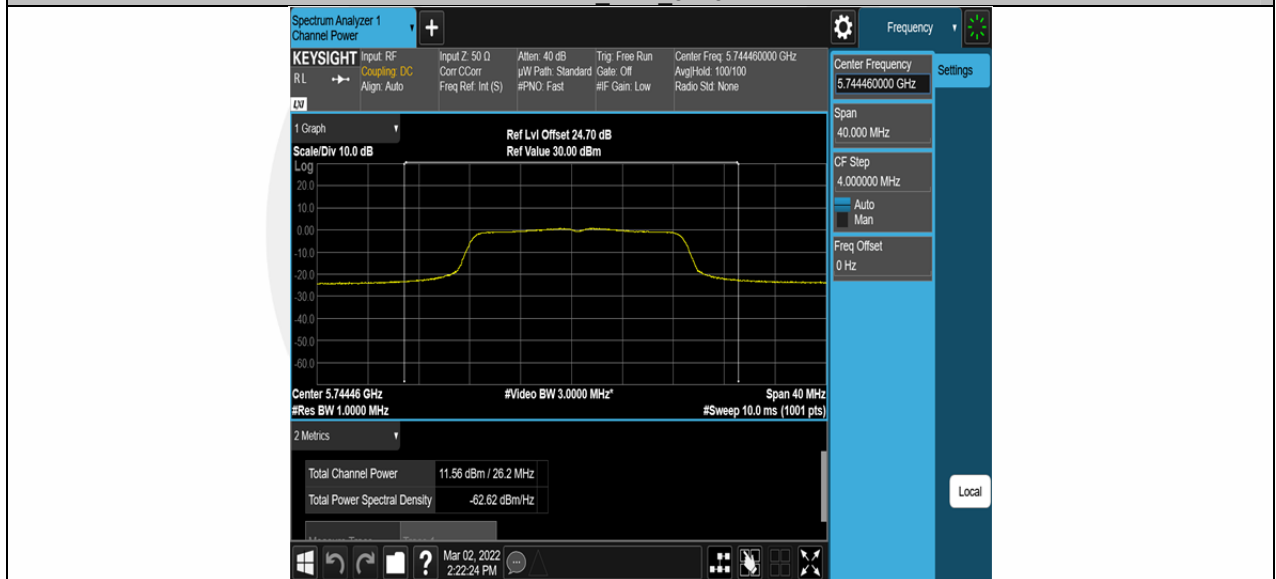 Spectrum Analyzer 1
Channel Power
+
Frequency
KEYSIGHT
RL
LXI
Input: RF
Coupling: DC
Align: Auto
Input Z: 50 Ω
Corr CCorr
Freq Ref: Int (S)
Atten: 40 dB
µW Path: Standard
#PNO: Fast
Trig: Free Run
Gate: Off
#IF Gain: Low
Center Freq: 5.744460000 GHz
Avg|Hold: 100/100
Radio Std: None
Center Frequency
5.744460000 GHz
Settings
Span
40.000 MHz
CF Step
4.000000 MHz
Auto
Man
Freq Offset
0 Hz
1 Graph
Scale/Div 10.0 dB
Ref Lvl Offset 24.70 dB
Ref Value 30.00 dBm
Log
20.0
10.0
0.00
-10.0
-20.0
-30.0
-40.0
-50.0
-60.0
Center 5.74446 GHz
#Res BW 1.0000 MHz
#Video BW 3.0000 MHz*
Span 40 MHz
#Sweep 10.0 ms (1001 pts)
2 Metrics
Total Channel Power 11.56 dBm / 26.2 MHz
Total Power Spectral Density -62.62 dBm/Hz
Local
?
Mar 02, 2022
2:22:24 PM